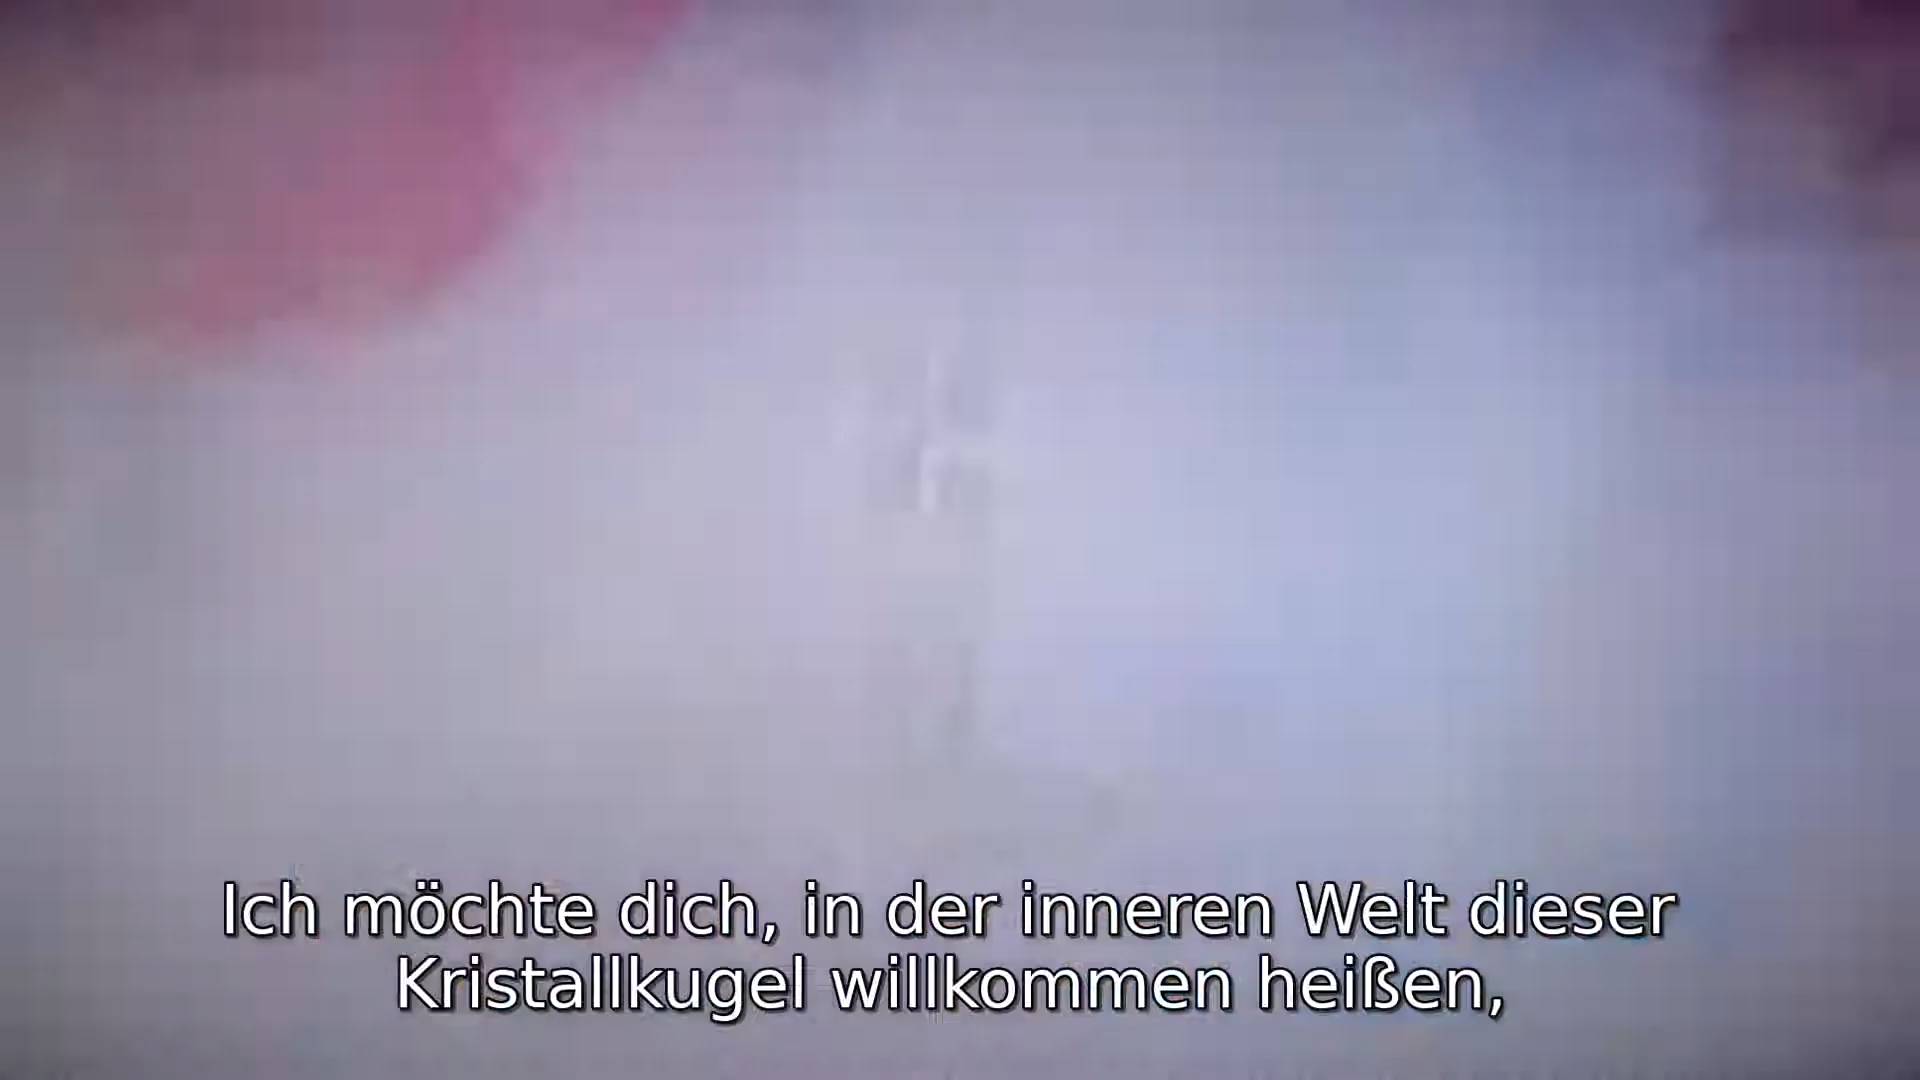 Ich möchte dich, in der inneren Welt dieser
Kristallkugel willkommen heißen,